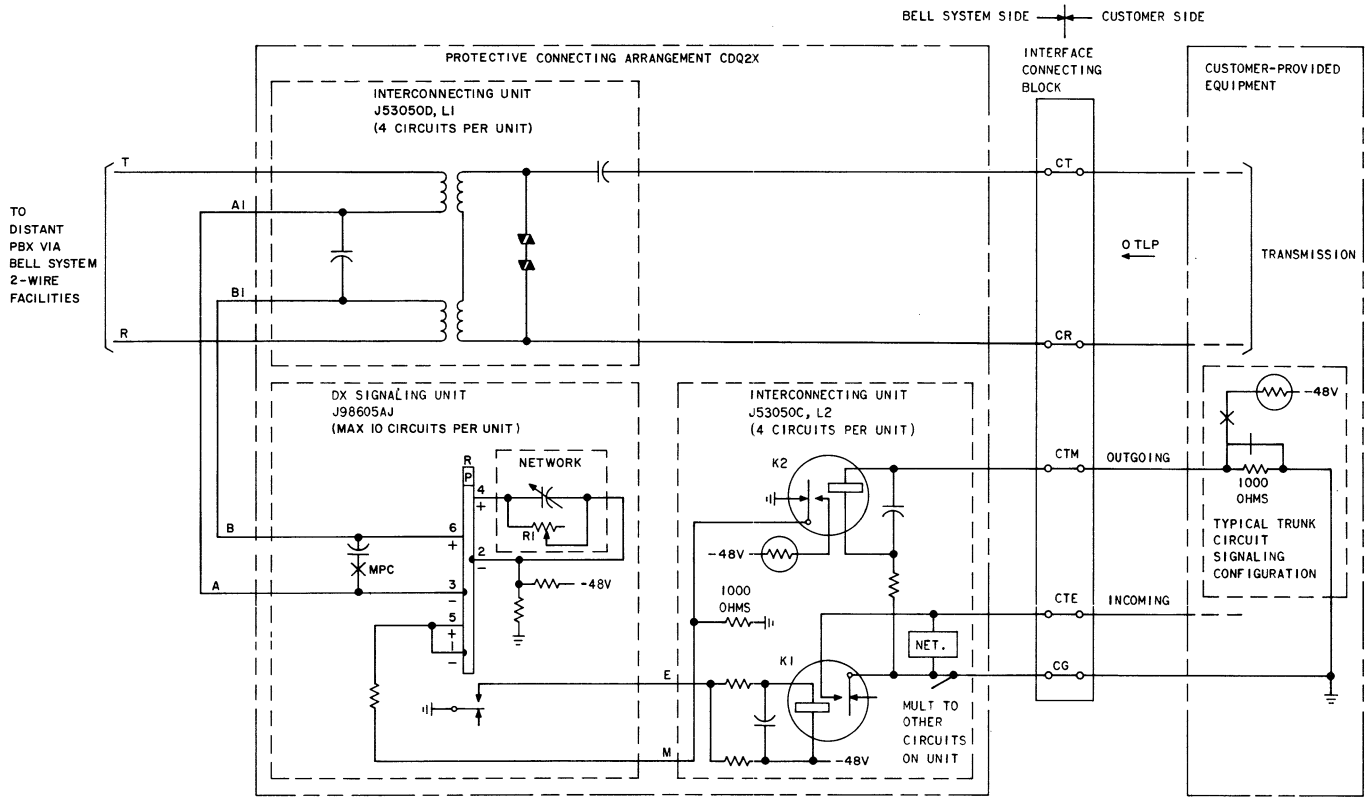 BELL SYSTEM SIDE
CUSTOMER SIDE
PROTECTIVE CONNECTING ARRANGEMENT CDQ2X
INTERFACE
CONNECTING
BLOCK
CUSTOMER-PROVIDED
EQUIPMENT
INTERCONNECTING UNIT
J53050D, L1
(4 CIRCUITS PER UNIT)
T
CT
A1
TO
DISTANT
PBX VIA
BELL SYSTEM
2-WIRE
FACILITIES
0 TLP
TRANSMISSION
B1
R
CR
DX SIGNALING UNIT
J98605AJ
(MAX 10 CIRCUITS PER UNIT)
INTERCONNECTING UNIT
J53050C, L2
(4 CIRCUITS PER UNIT)
-48V
R
P
NETWORK
K2
CTM
OUTGOING
4
+
1000
OHMS
R1
TYPICAL TRUNK
CIRCUIT
SIGNALING
CONFIGURATION
B
6
+
2
-
-48V
MPC
A
3
-
-48V
1000
OHMS
CTE
INCOMING
5
+
1
-
NET.
K1
CG
E
MULT TO
OTHER
CIRCUITS
ON UNIT
M
-48V